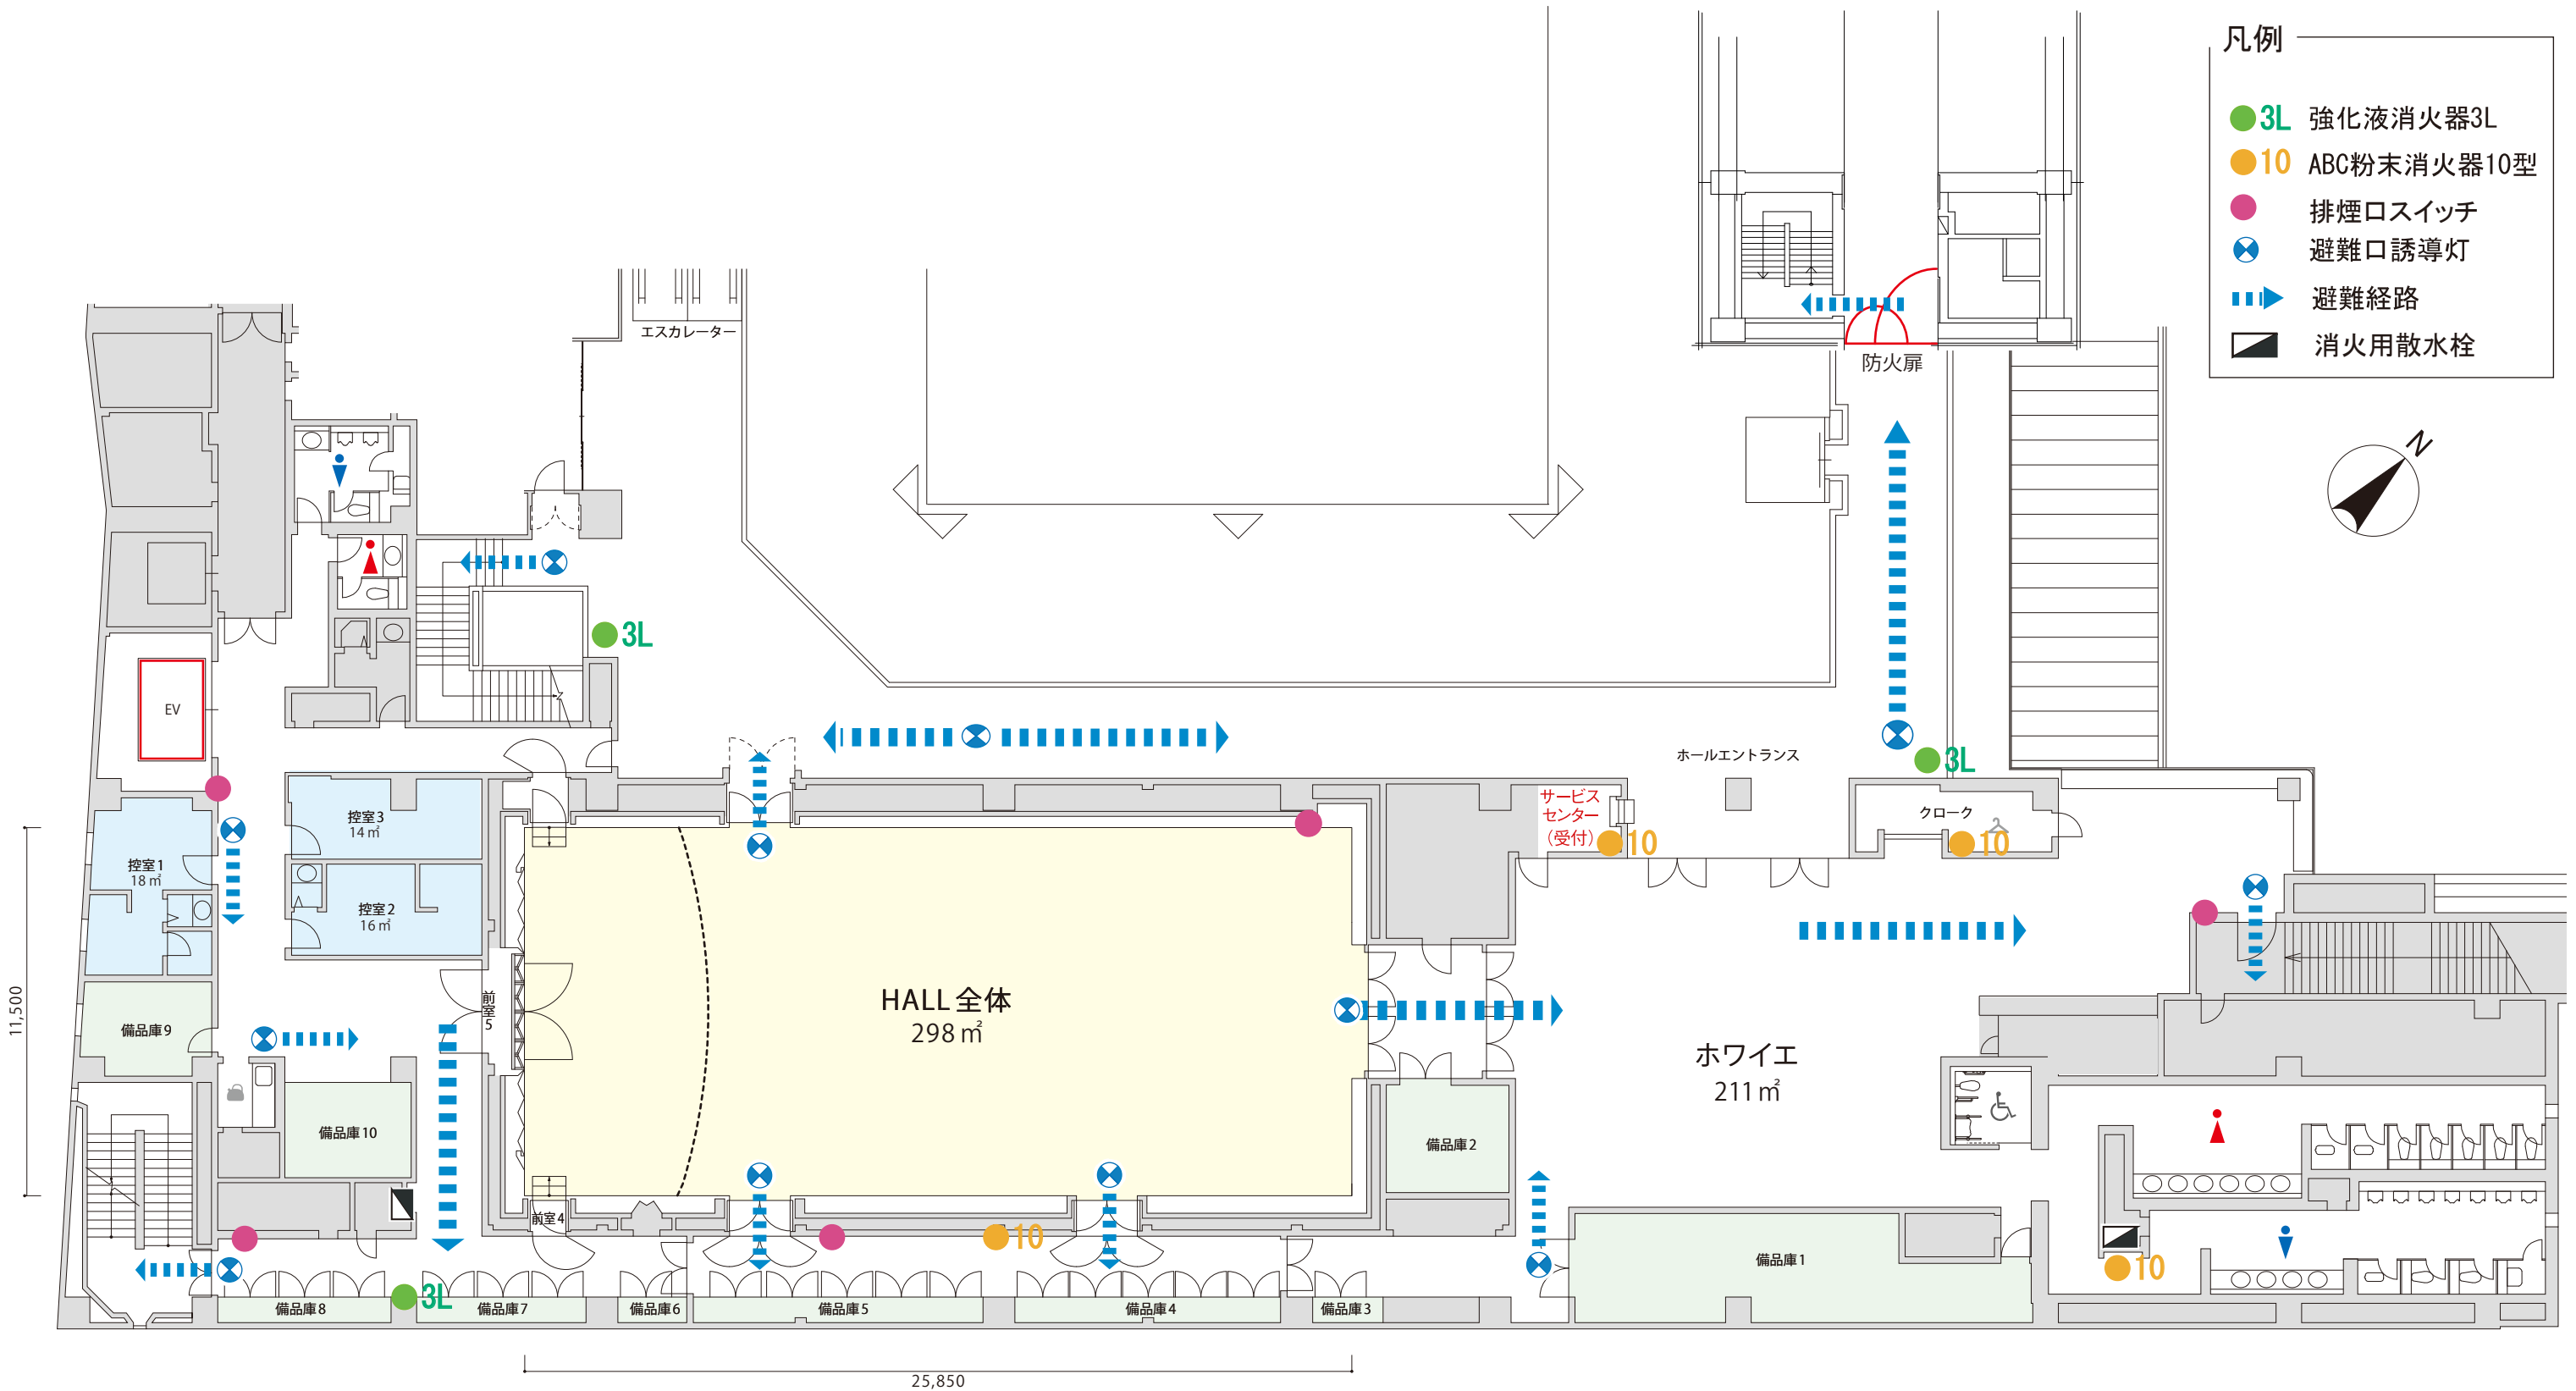 凡例
3L 強化液消火器3L
10 ABC粉末消火器10型
排煙口スイッチ
避難口誘導灯
避難経路
消火用散水栓
エスカレーター
防火扉
N
3L
EV
ホールエントランス
3L
サービス
センター
(受付)
10
クローク
10
控室3
14㎡
控室1
18㎡
控室2
16㎡
前室5
HALL 全体
298㎡
ホワイエ
211㎡
11,500
備品庫9
備品庫10
備品庫2
前室4
10
備品庫1
10
備品庫8
3L
備品庫7
備品庫6
備品庫5
備品庫4
備品庫3
25,850